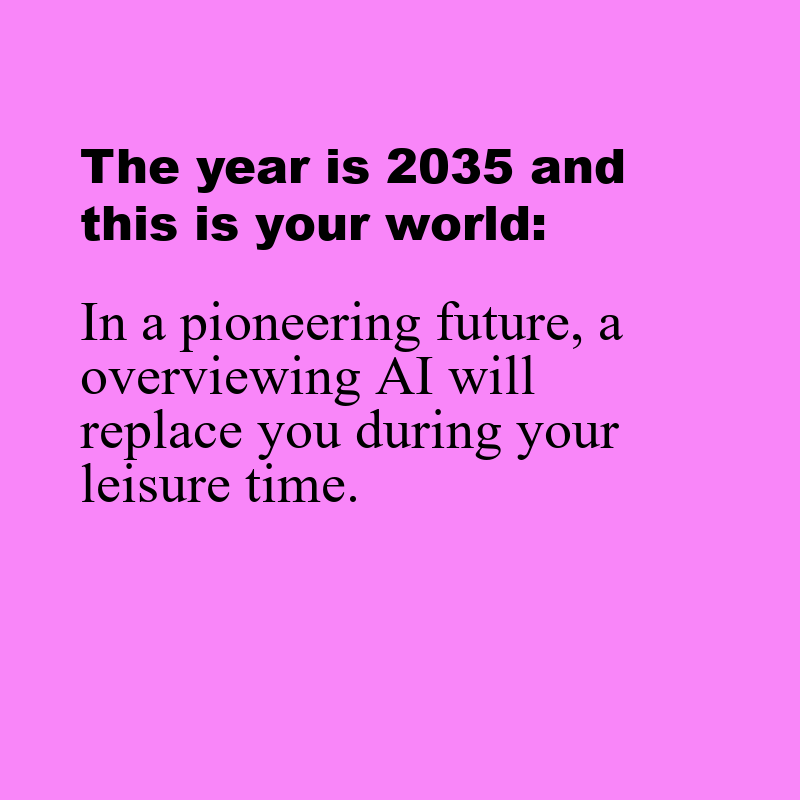 The year is 2035 and
this is your world:
In a pioneering future, a
overviewing AI will
replace you during your
leisure time.